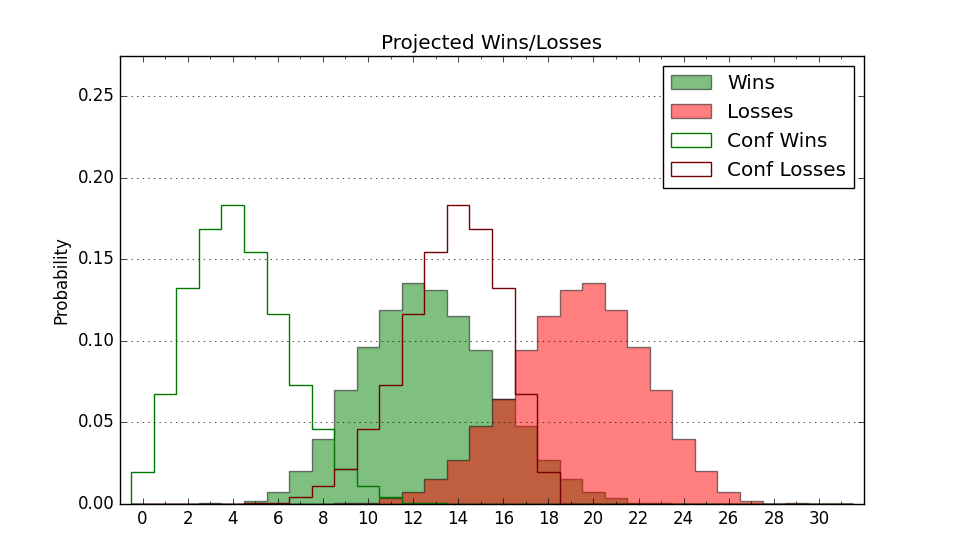 Projected Wins/Losses
Wins
Losses
Conf Wins
Conf Losses
Probability
0.25
0.20
0.15
0.10
0.05
0.00
0 2 4 6 8 10 12 14 16 18 20 22 24 26 28 30